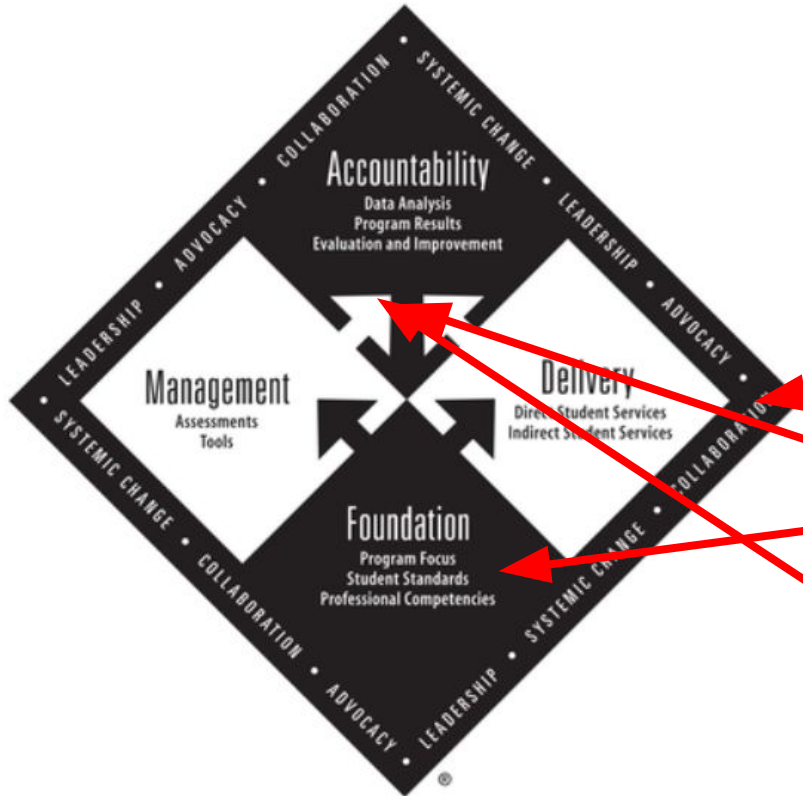 LEADERSHIP • ADVOCACY • COLLABORATION •
SYSTEMIC CHANGE • LEADERSHIP • ADVOCACY •
Accountability
Data Analysis
Program Results
Evaluation and Improvement
Management
Assessments
Tools
Delivery
Direct Student Services
Indirect Student Services
Foundation
Program Focus
Student Standards
Professional Competencies
• SYSTEMIC CHANGE • COLLABORATION • ADVOCACY
• LEADERSHIP • SYSTEMIC CHANGE • COLLABORATION
®